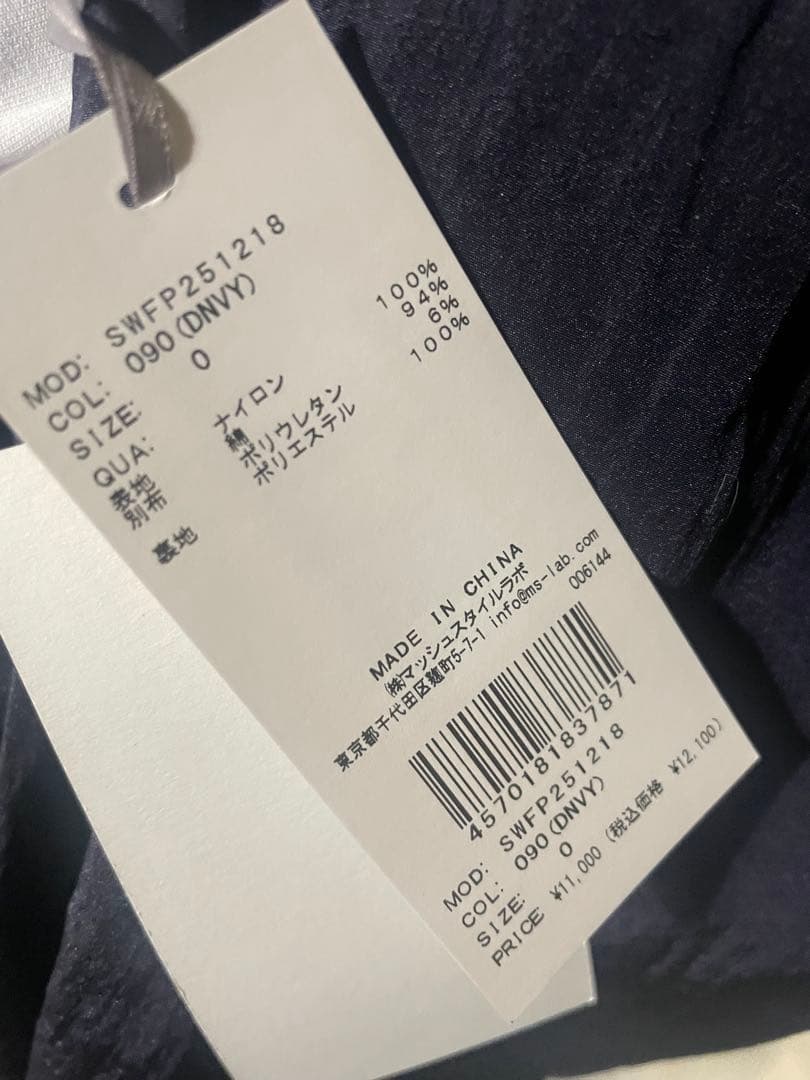 MOD: SWFP251218
COL: 090(DNVY)
SIZE: 0
QUA:
表地 ナイロン 100%
別布 綿 94%
ポリウレタン 6%
裏地 ポリエステル 100%
MADE IN CHINA
㈱マッシュスタイルラボ
東京都千代田区麹町5-7-1 info@ms-lab.com
006144
4570181837871
MOD: SWFP251218
COL: 090(DNVY)
SIZE: 0
PRICE ¥11,000 (税込価格 ¥12,100)